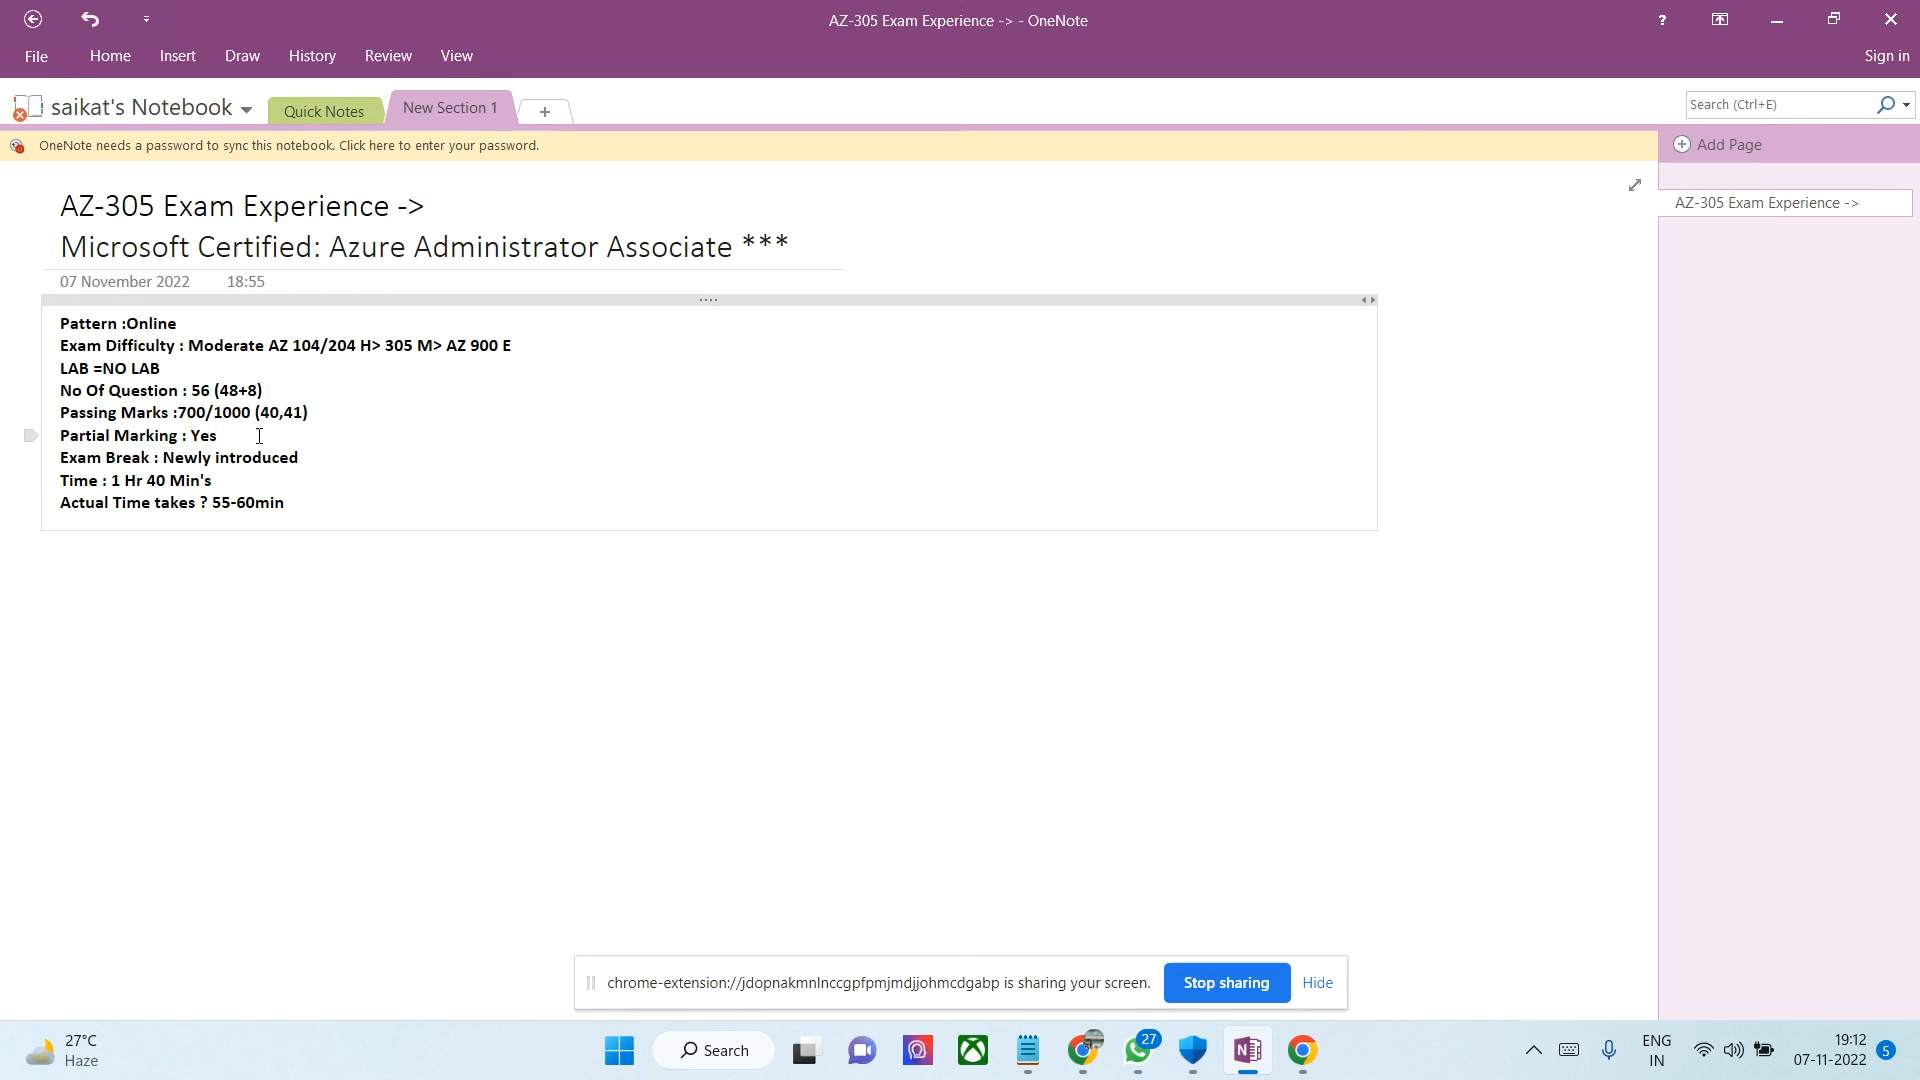 AZ-305 Exam Experience -> - OneNote
?
File
Home
Insert
Draw
History
Review
View
Sign in
saikat's Notebook
Quick Notes
New Section 1
+
Search (Ctrl+E)
OneNote needs a password to sync this notebook. Click here to enter your password.
Add Page
AZ-305 Exam Experience ->
AZ-305 Exam Experience ->
Microsoft Certified: Azure Administrator Associate ***
07 November 2022 18:55
Pattern :Online
Exam Difficulty : Moderate AZ 104/204 H> 305 M> AZ 900 E
LAB =NO LAB
No Of Question : 56 (48+8)
Passing Marks :700/1000 (40,41)
Partial Marking : Yes
Exam Break : Newly introduced
Time : 1 Hr 40 Min's
Actual Time takes ? 55-60min
chrome-extension://jdopnakmnlnccgpfpmjmdjjohmcdgabp is sharing your screen.
Stop sharing
Hide
27°C
Haze
Search
27
N
ENG
IN
19:12
07-11-2022
5